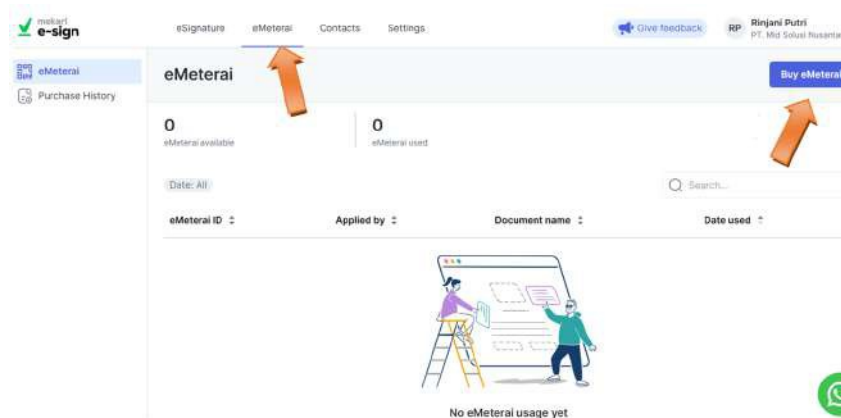 mekari
e-sign
eSignature eMeterai Contacts Settings
Give feedback
RP
Rinjani Putri
PT. Mid Solusi Nusantar
eMeterai
Purchase History
eMeterai
Buy eMeterai
0
eMeterai available
0
eMeterai used
Date: All
Search...
eMeterai ID Applied by Document name Date used
No eMeterai usage yet